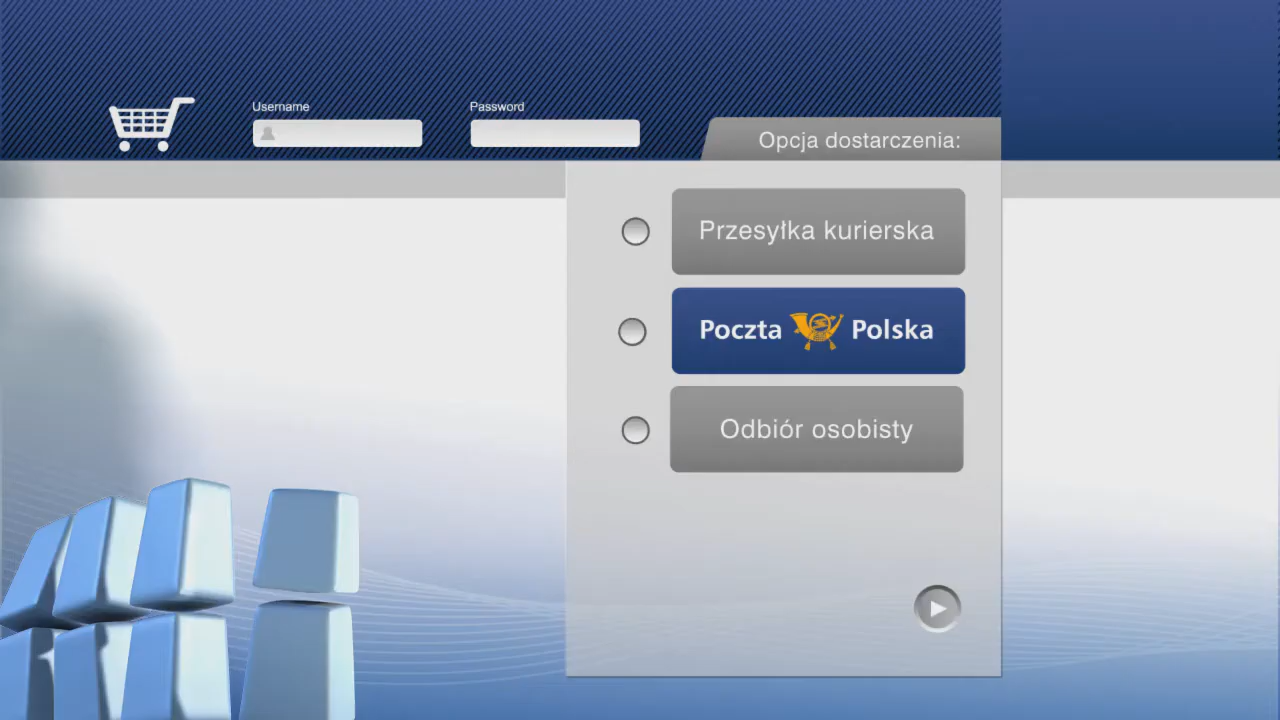 Username
Password
Opcja dostarczenia:
Przesyłka kurierska
Poczta Polska
Odbiór osobisty